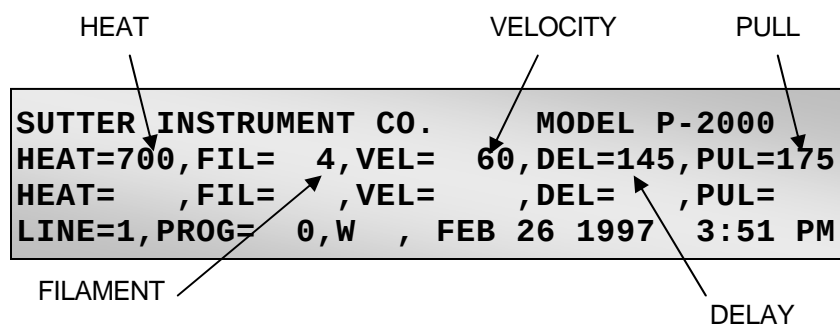 HEAT VELOCITY PULL
SUTTER INSTRUMENT CO. MODEL P-2000
HEAT=700,FIL= 4,VEL= 60,DEL=145,PUL=175
HEAT= ,FIL= ,VEL= ,DEL= ,PUL=
LINE=1,PROG= 0,W , FEB 26 1997 3:51 PM
FILAMENT
DELAY